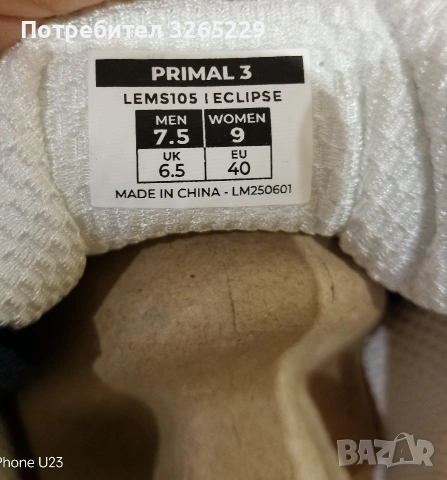 Потребител 3265229
PRIMAL 3
LEMS105 | ECLIPSE
MEN WOMEN
7.5 9
UK EU
6.5 40
MADE IN CHINA - LM250601
Phone U23
BAZAR